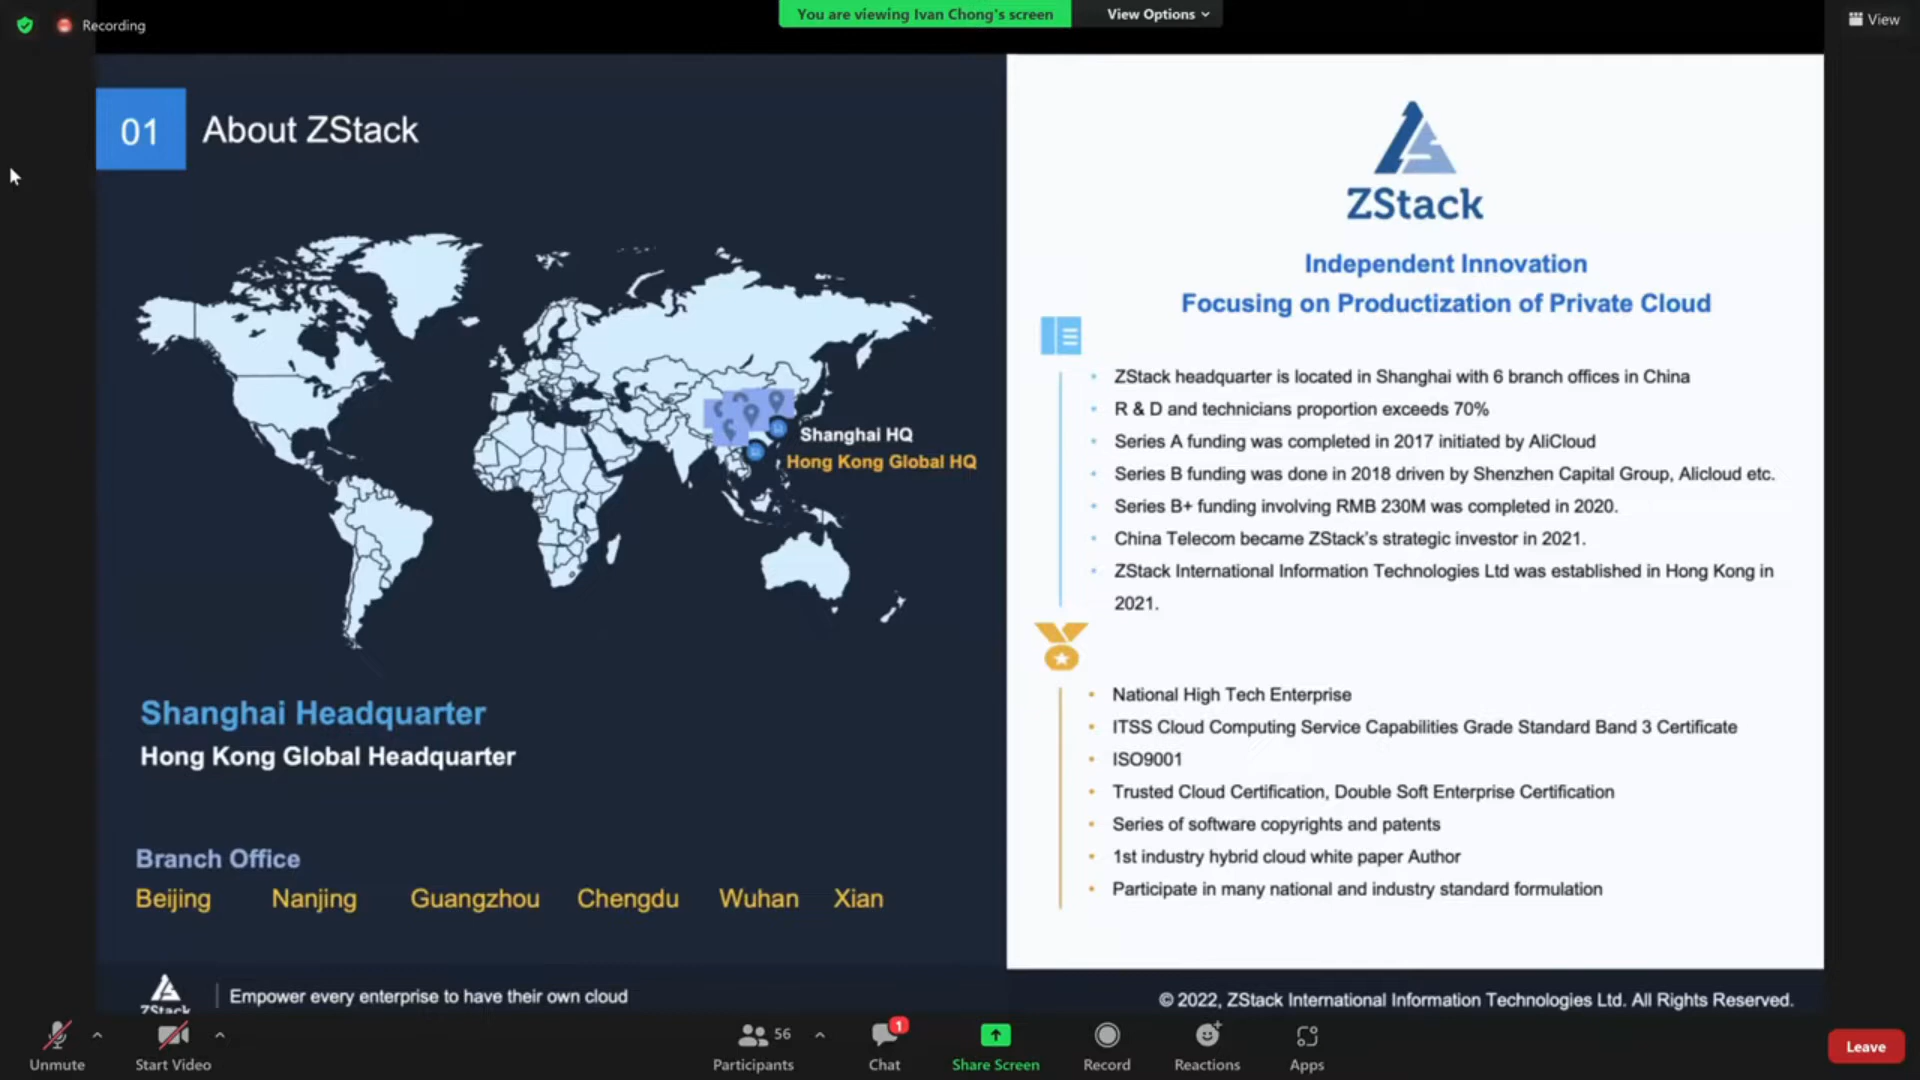 Recording
You are viewing Ivan Chong's screen
View Options
View
01
About ZStack
Shanghai HQ
Hong Kong Global HQ
Shanghai Headquarter
Hong Kong Global Headquarter
Branch Office
Beijing Nanjing Guangzhou Chengdu Wuhan Xian
ZStack
Empower every enterprise to have their own cloud
ZStack
Independent Innovation
Focusing on Productization of Private Cloud
ZStack headquarter is located in Shanghai with 6 branch offices in China
R & D and technicians proportion exceeds 70%
Series A funding was completed in 2017 initiated by AliCloud
Series B funding was done in 2018 driven by Shenzhen Capital Group, Alicloud etc.
Series B+ funding involving RMB 230M was completed in 2020.
China Telecom became ZStack's strategic investor in 2021.
ZStack International Information Technologies Ltd was established in Hong Kong in
2021.
National High Tech Enterprise
ITSS Cloud Computing Service Capabilities Grade Standard Band 3 Certificate
ISO9001
Trusted Cloud Certification, Double Soft Enterprise Certification
Series of software copyrights and patents
1st industry hybrid cloud white paper Author
Participate in many national and industry standard formulation
© 2022, ZStack International Information Technologies Ltd. All Rights Reserved.
Unmute
Start Video
56
Participants
1
Chat
Share Screen
Record
Reactions
Apps
Leave